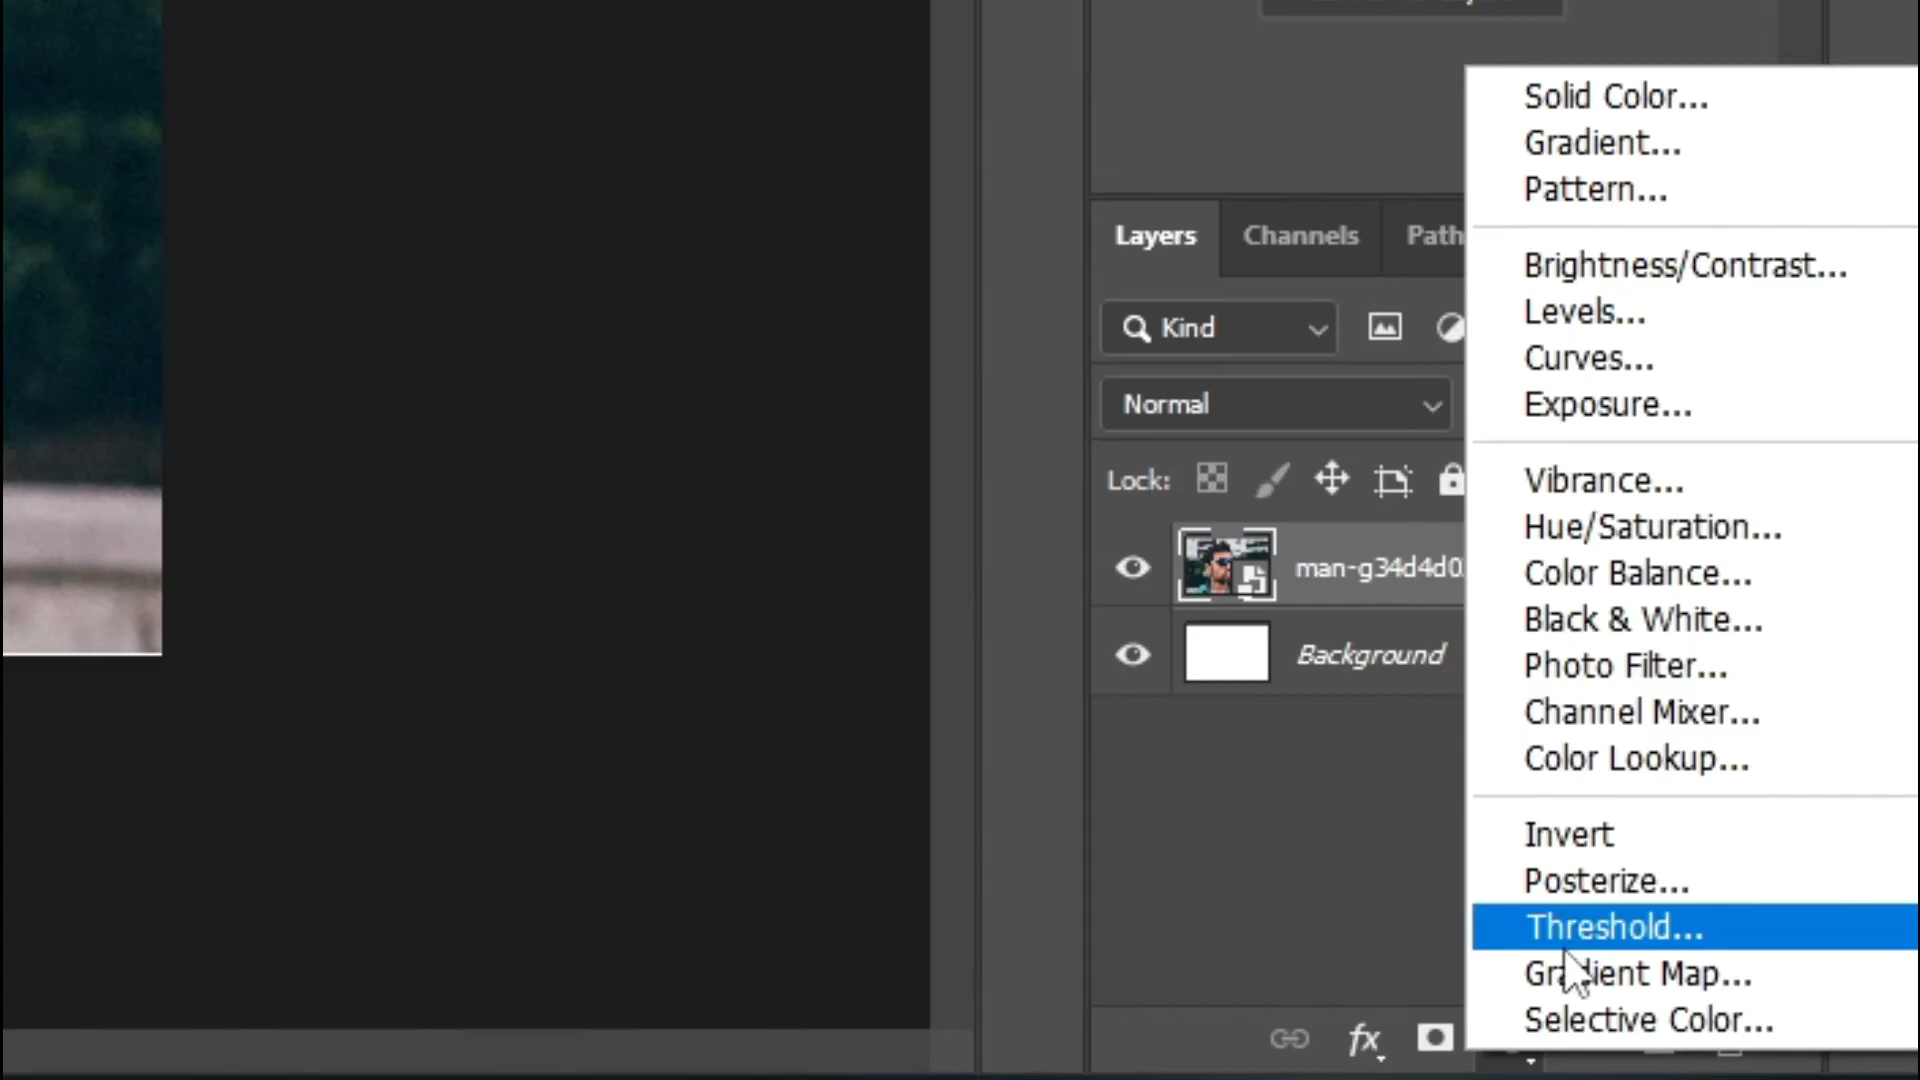 Solid Color...
Gradient...
Pattern...
Layers Channels Path
Brightness/Contrast...
Levels...
Kind
Curves...
Normal
Exposure...
Lock:
Vibrance...
Hue/Saturation...
man-g34d4d0
Color Balance...
Black & White...
Background
Photo Filter...
Channel Mixer...
Color Lookup...
Invert
Posterize...
Threshold...
Gradient Map...
Selective Color...
fx